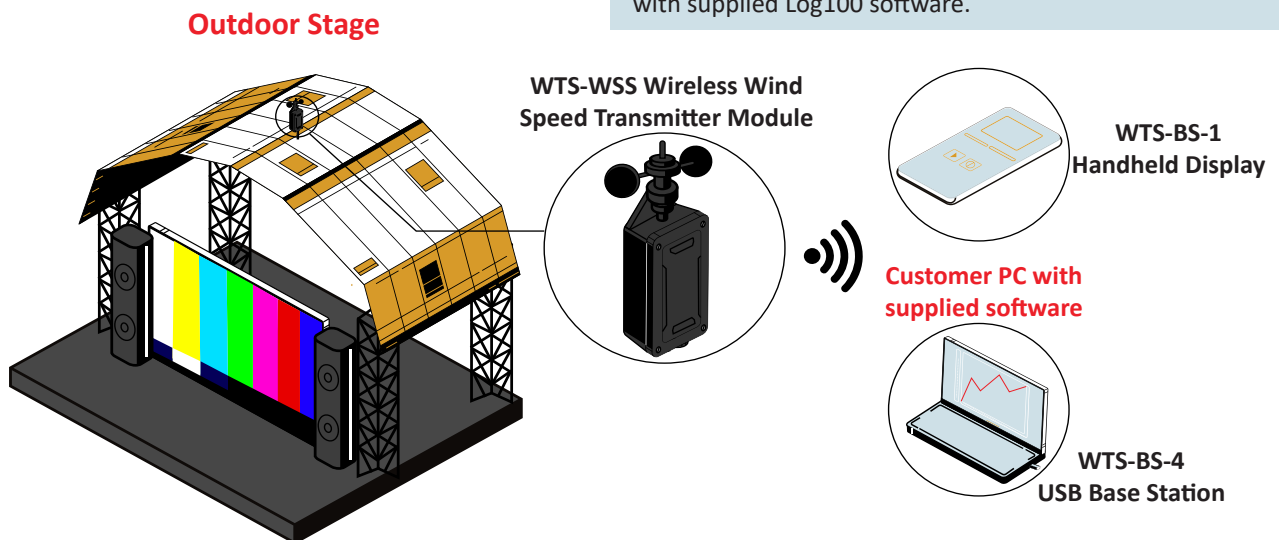 with supplied Log100 software.
Outdoor Stage
WTS-WSS Wireless Wind
Speed Transmitter Module
WTS-BS-1
Handheld Display
Customer PC with
supplied software
WTS-BS-4
USB Base Station